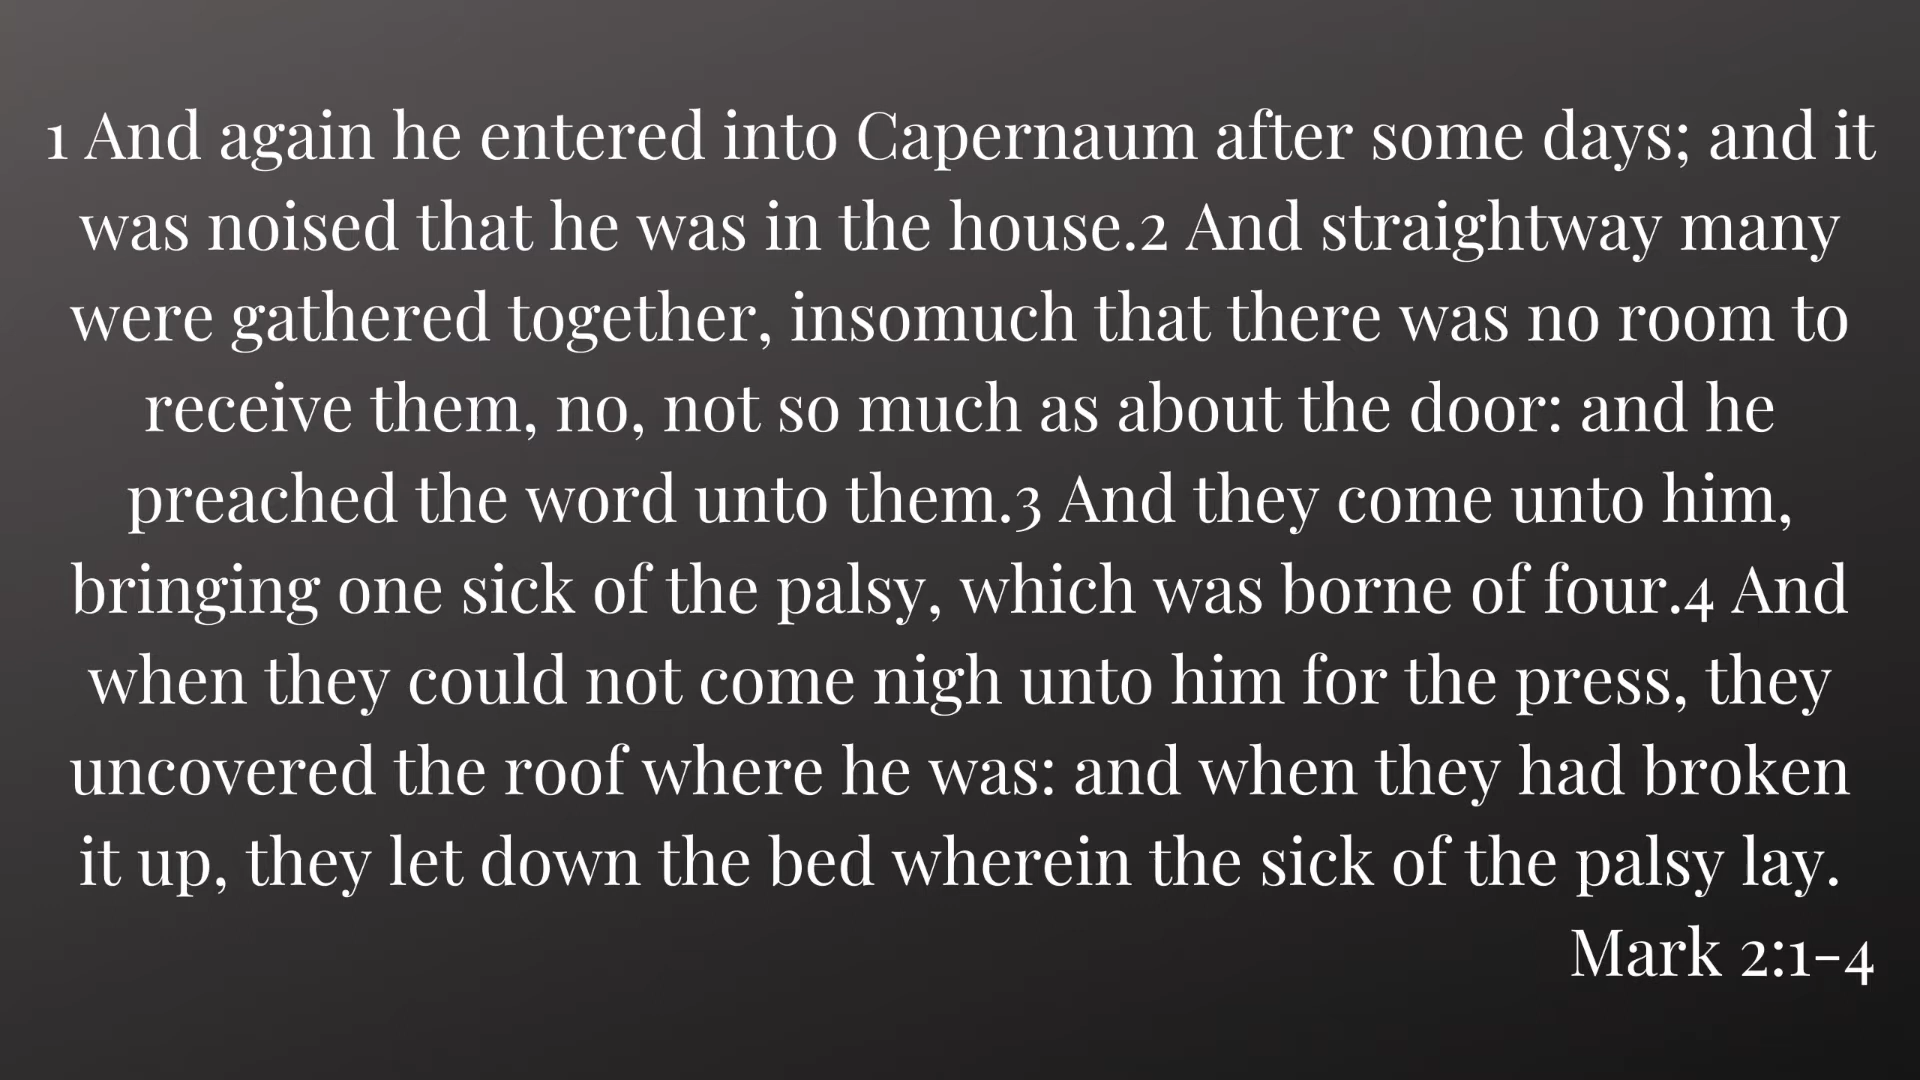 1 And again he entered into Capernaum after some days; and it
was noised that he was in the house.2 And straightway many
were gathered together, insomuch that there was no room to
receive them, no, not so much as about the door: and he
preached the word unto them.3 And they come unto him,
bringing one sick of the palsy, which was borne of four.4 And
when they could not come nigh unto him for the press, they
uncovered the roof where he was: and when they had broken
it up, they let down the bed wherein the sick of the palsy lay.
Mark 2:1-4